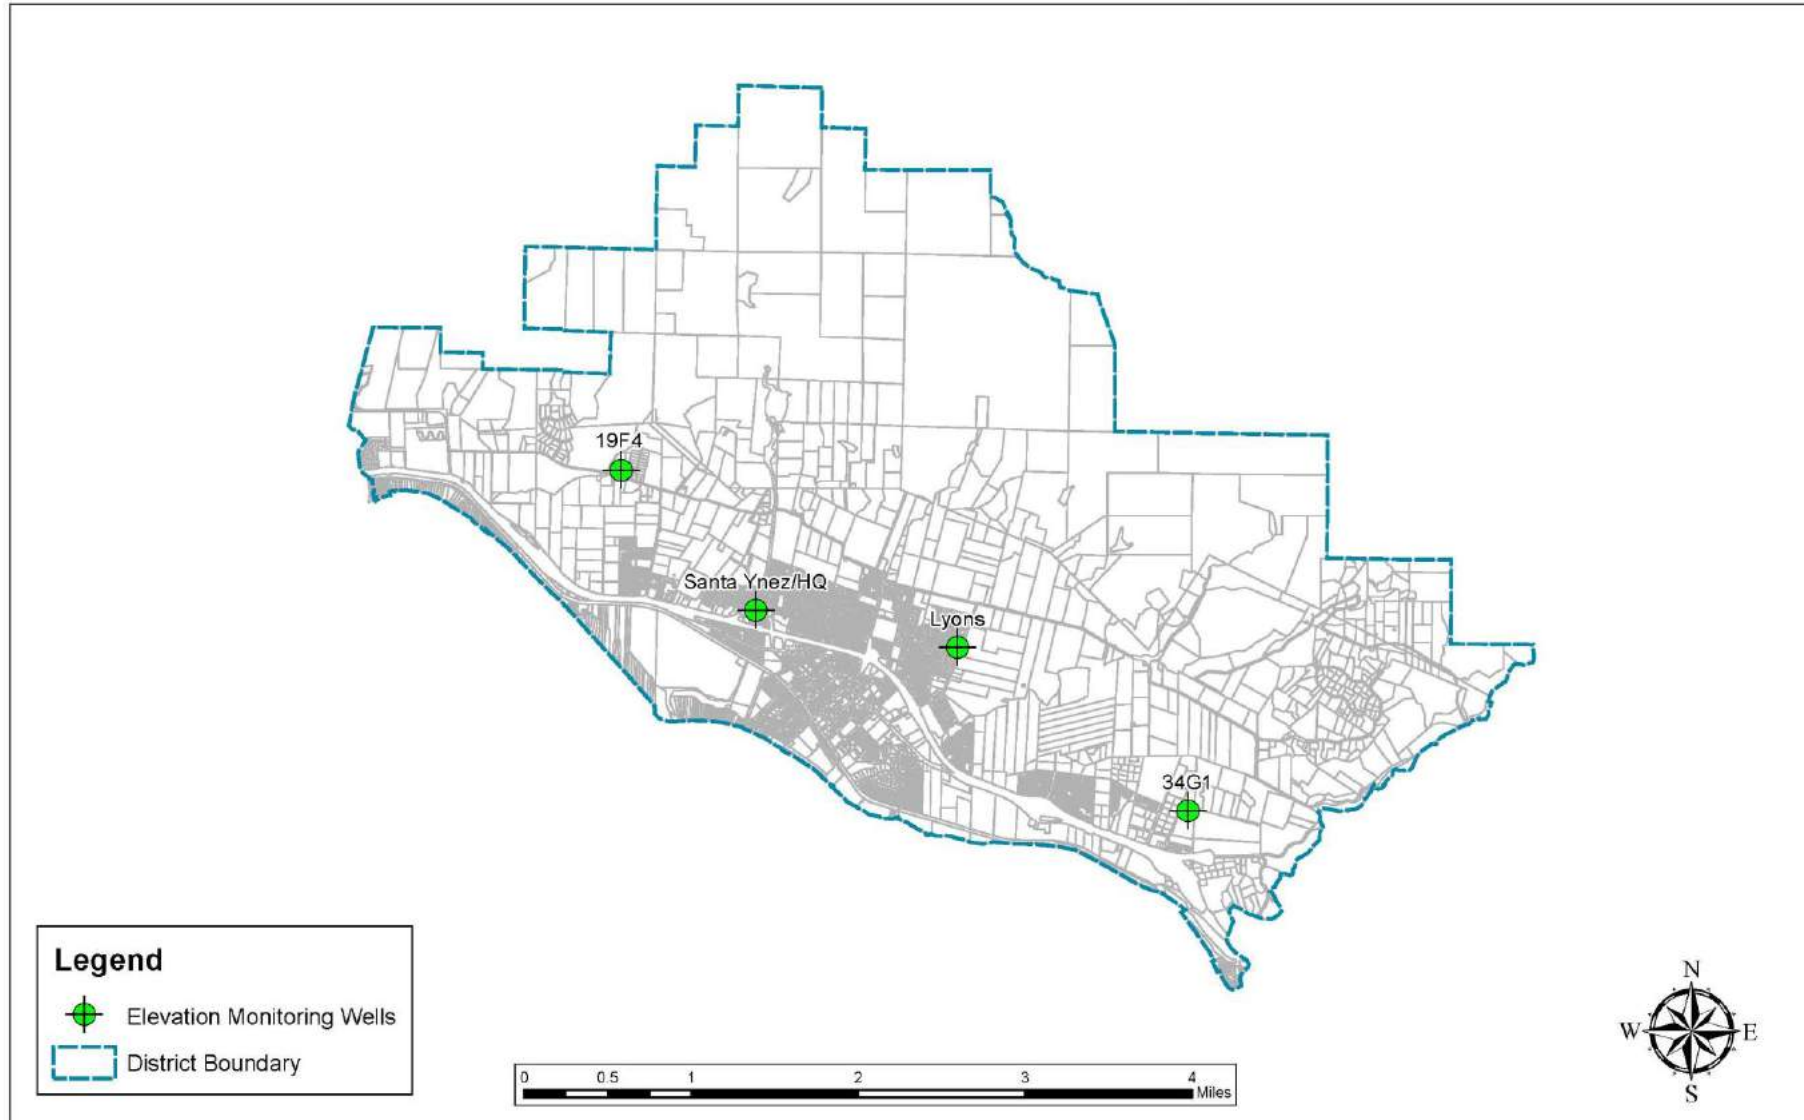 19F4
Santa Ynez/HQ
Lyons
34G1
Legend
Elevation Monitoring Wells
District Boundary
0 0.5 1 2 3 4
Miles
N
W E
S